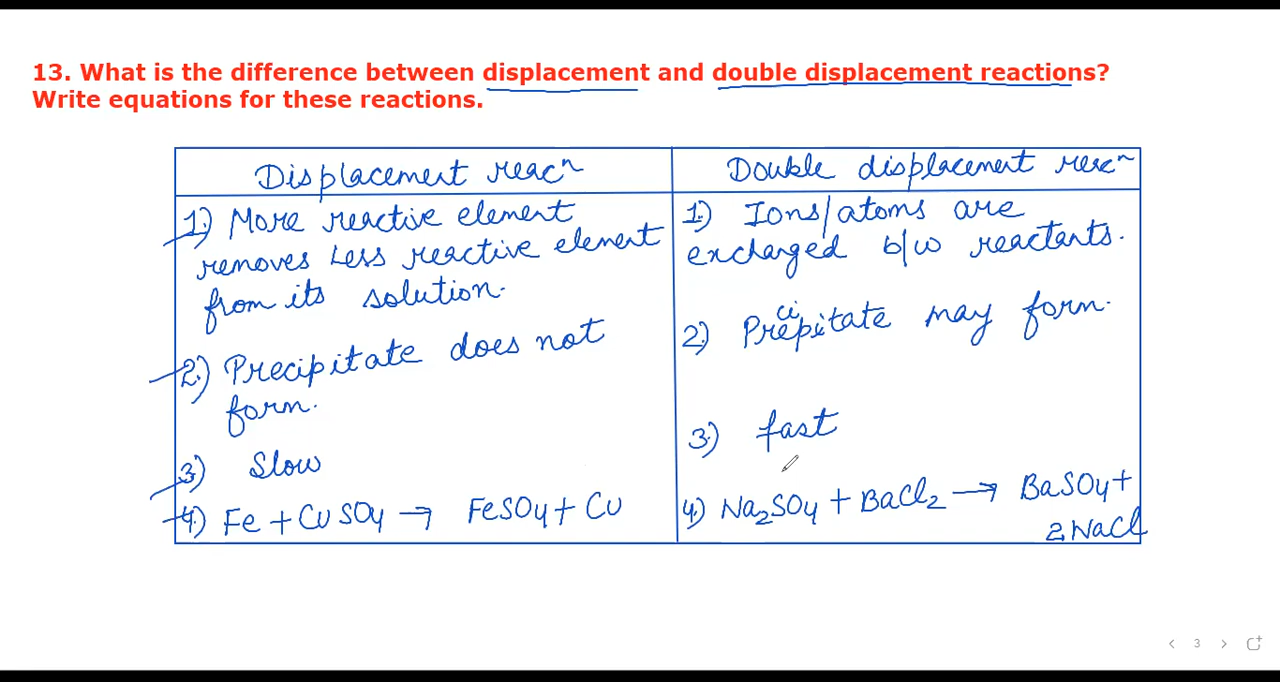 13. What is the difference between displacement and double displacement reactions?
Write equations for these reactions.
Displacement reacn
1.) More reactive element
removes Less reactive element
from its solution.
2.) Precipitate does not
form.
3) Slow
4.) Fe + CuSO4 → FeSO4 + Cu
Double displacement reacn
1.) Ions/atoms are
exchanged b/w reactants.
2.) Precipitate may form.
3.) fast
4.) Na2SO4 + BaCl2 → BaSO4 +
2NaCl
3